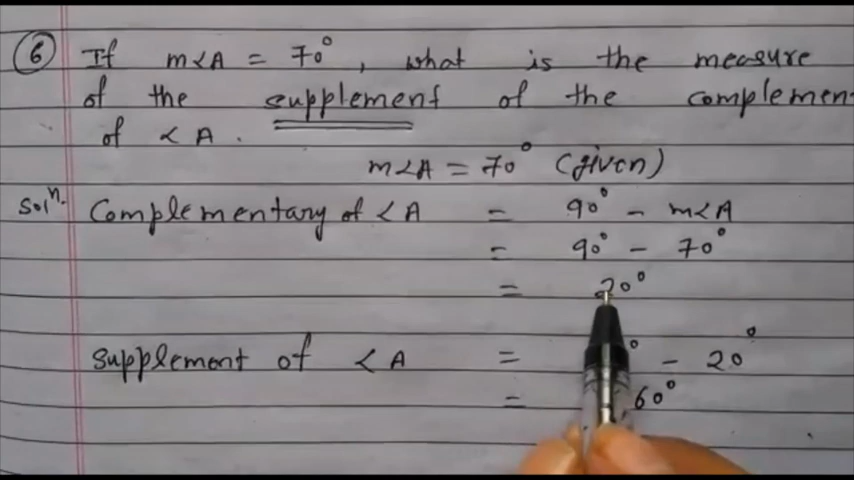 6 If m∠A = 70°, what is the measure
of the supplement of the complemen
of ∠A.
m∠A = 70° (given)
Solⁿ. Complementary of ∠A = 90° - m∠A
= 90° - 70°
= 20°
Supplement of ∠A = ° - 20°
= 60°